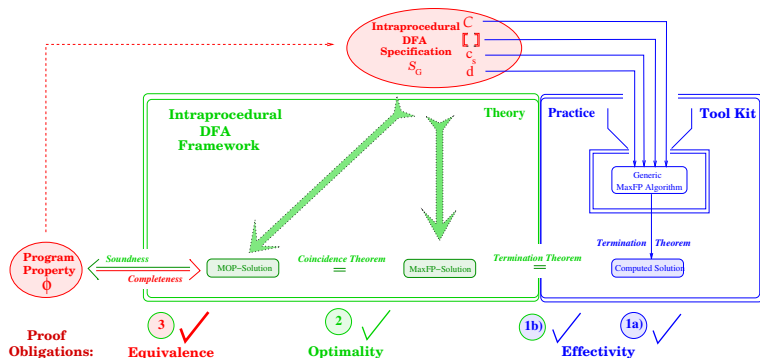 Intraprocedural
DFA
Specification
S_G
C
[[ ]]
c_s
d
Intraprocedural
DFA
Framework
Theory
Practice
Tool Kit
Generic
MaxFP Algorithm
Termination Theorem
Computed Solution
Program
Property
ϕ
Soundness
Completeness
MOP−Solution
Coincidence Theorem
=
MaxFP−Solution
Termination Theorem
=
Proof
Obligations:
3
Equivalence
2
Optimality
1b)
1a)
Effectivity